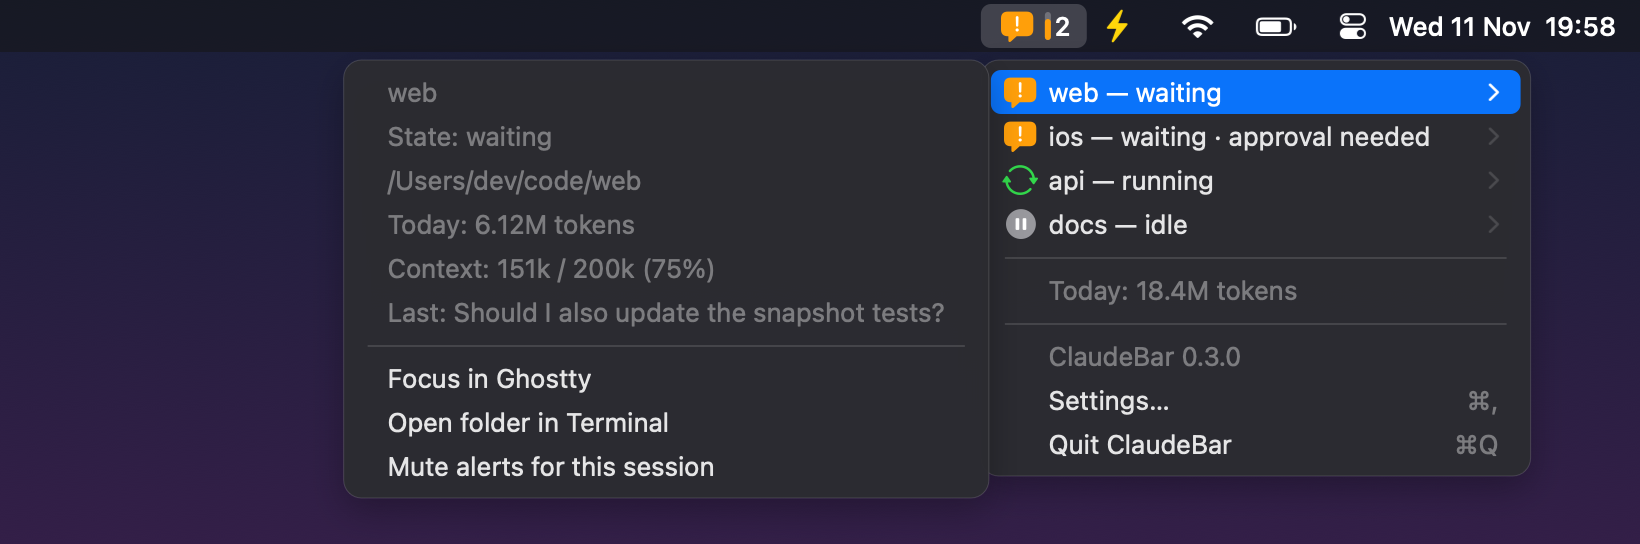 2
Wed 11 Nov 19:58
web
State: waiting
/Users/dev/code/web
Today: 6.12M tokens
Context: 151k / 200k (75%)
Last: Should I also update the snapshot tests?
Focus in Ghostty
Open folder in Terminal
Mute alerts for this session
web — waiting
ios — waiting · approval needed
api — running
docs — idle
Today: 18.4M tokens
ClaudeBar 0.3.0
Settings... ⌘,
Quit ClaudeBar ⌘Q